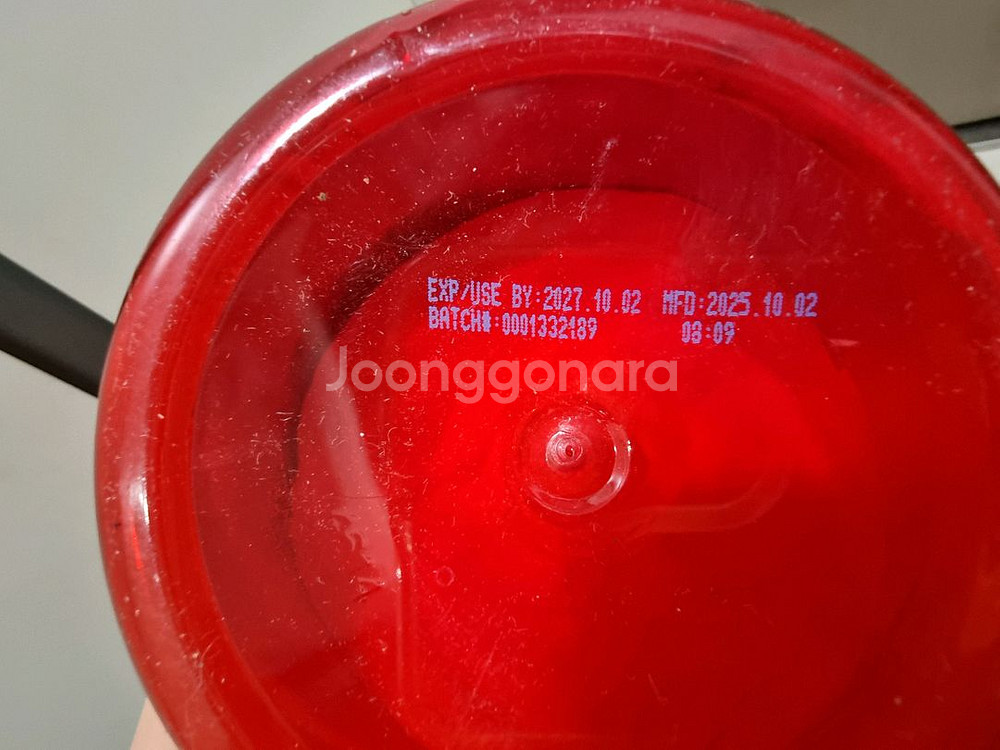 EXP/USE BY:2027.10.02 MFD:2025.10.02
BATCH#:0001332189 08:09
Joonggonara